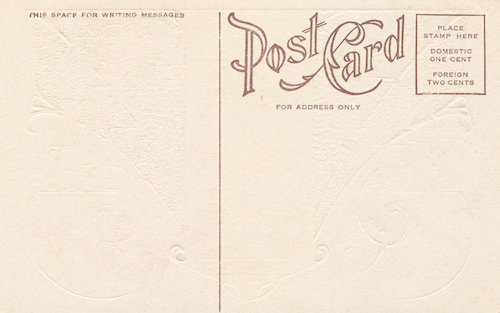 THIS SPACE FOR WRITING MESSAGES
Post Card
FOR ADDRESS ONLY
PLACE
STAMP HERE
DOMESTIC
ONE CENT
FOREIGN
TWO CENTS